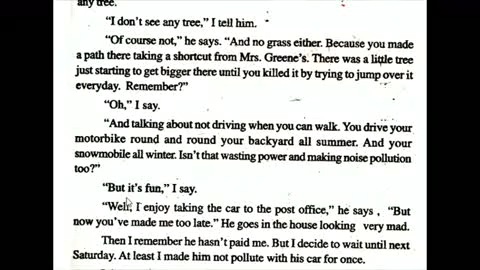 any tree.
"I don't see any tree," I tell him.
"Of course not," he says. "And no grass either. Because you made
a path there taking a shortcut from Mrs. Greene's. There was a little tree
just starting to get bigger there until you killed it by trying to jump over it
everyday. Remember?"
"Oh," I say.
"And talking about not driving when you can walk. You drive your
motorbike round and round your backyard all summer. And your
snowmobile all winter. Isn't that wasting power and making noise pollution
too?"
"But it's fun," I say.
"Well, I enjoy taking the car to the post office," he says , "But
now you've made me too late." He goes in the house looking very mad.
Then I remember he hasn't paid me. But I decide to wait until next
Saturday. At least I made him not pollute with his car for once.